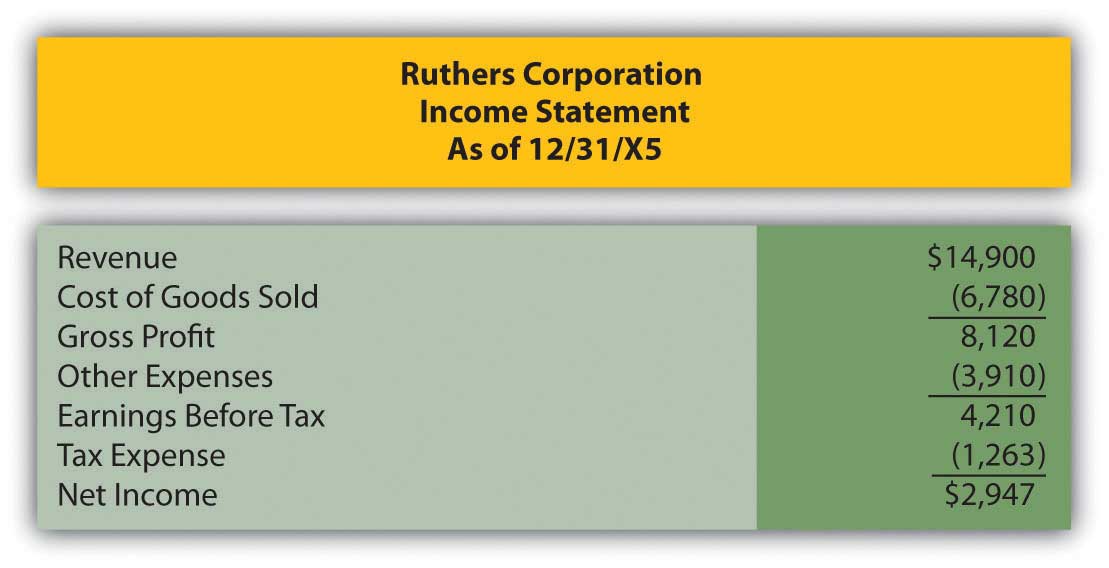 Ruthers Corporation
Income Statement
As of 12/31/X5
Revenue $14,900
Cost of Goods Sold (6,780)
Gross Profit 8,120
Other Expenses (3,910)
Earnings Before Tax 4,210
Tax Expense (1,263)
Net Income $2,947